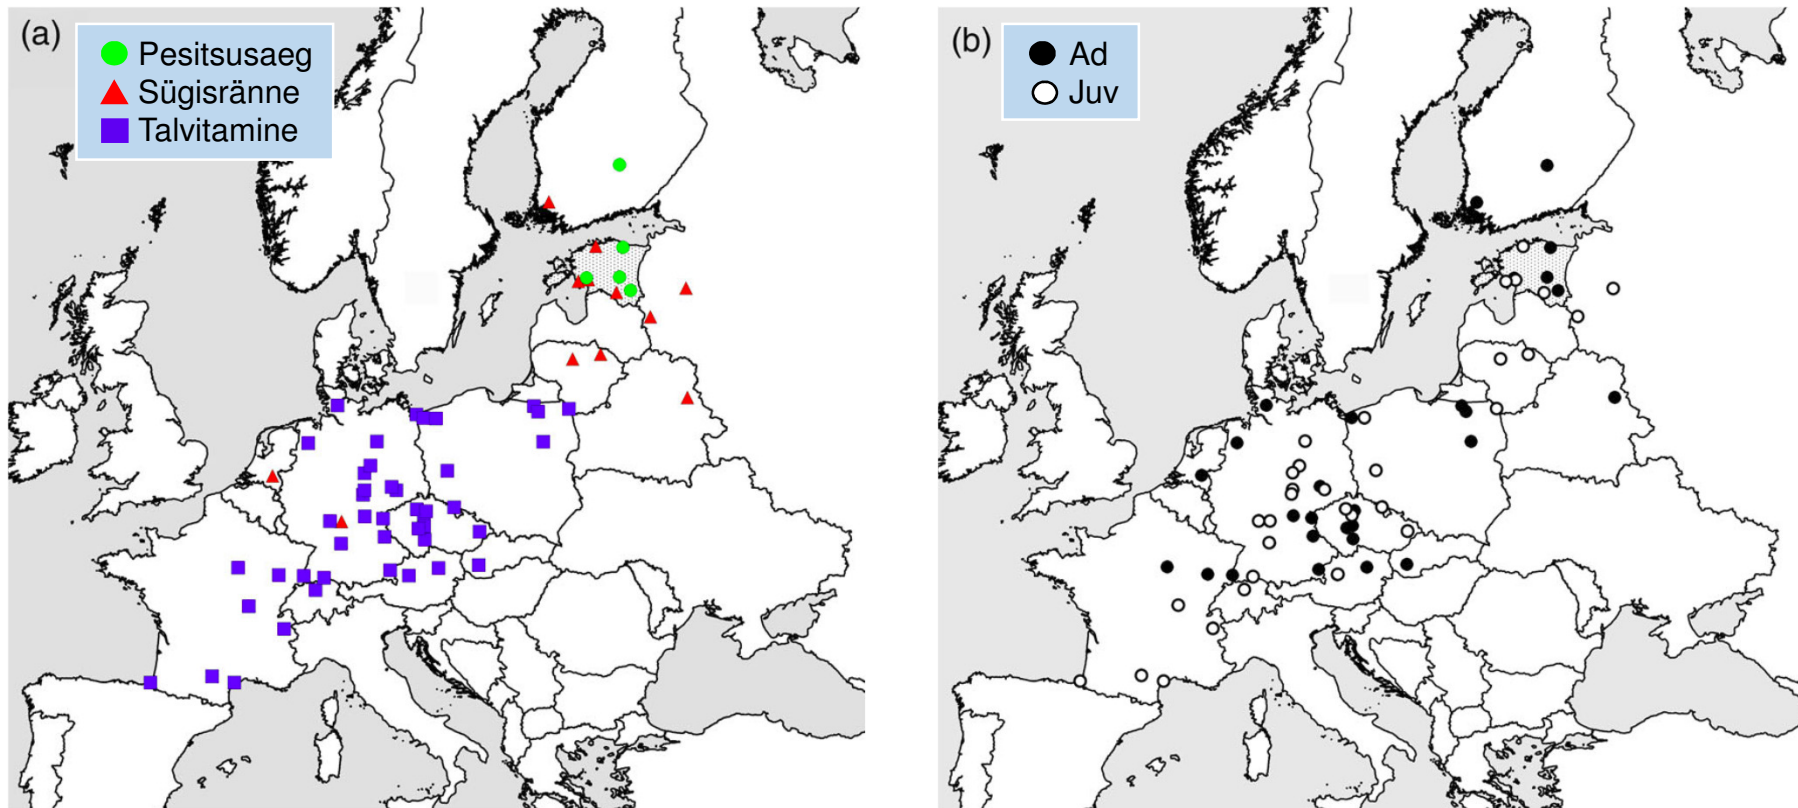 (a)
Pesitsusaeg
Sügisränne
Talvitamine
(b)
Ad
Juv